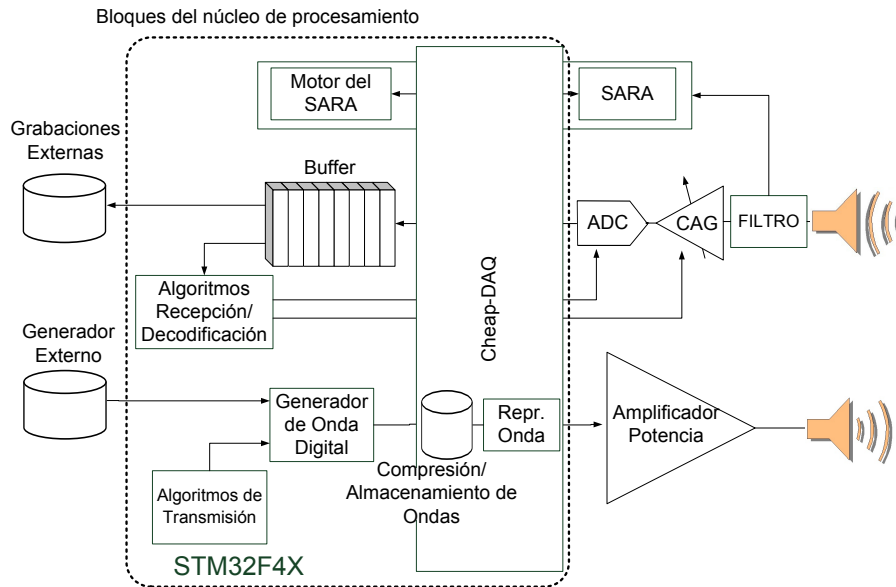 Bloques del núcleo de procesamiento
Motor del
SARA
SARA
Grabaciones
Externas
Buffer
ADC
CAG
FILTRO
Algoritmos
Recepción/
Decodificación
Cheap-DAQ
Generador
Externo
Generador
de Onda
Digital
Repr.
Onda
Amplificador
Potencia
Compresión/
Almacenamiento de
Ondas
Algoritmos de
Transmisión
STM32F4X